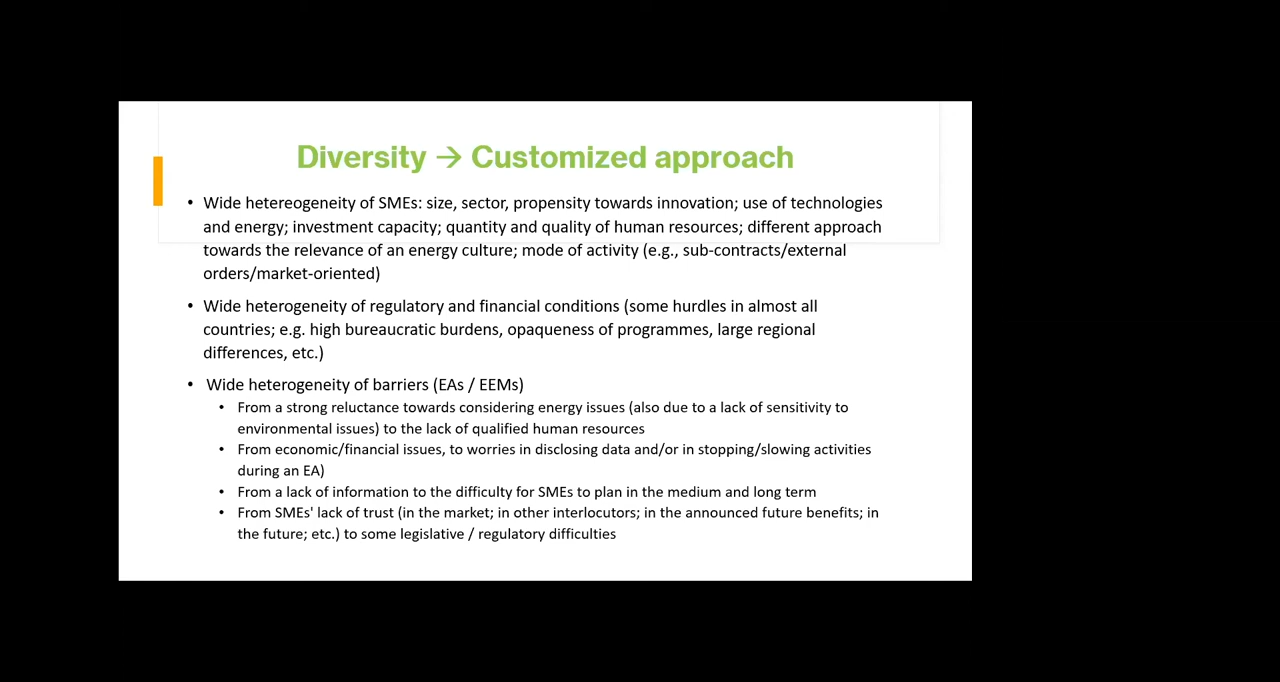 Diversity → Customized approach
• Wide hetereogeneity of SMEs: size, sector, propensity towards innovation; use of technologies
and energy; investment capacity; quantity and quality of human resources; different approach
towards the relevance of an energy culture; mode of activity (e.g., sub-contracts/external
orders/market-oriented)
• Wide heterogeneity of regulatory and financial conditions (some hurdles in almost all
countries; e.g. high bureaucratic burdens, opaqueness of programmes, large regional
differences, etc.)
• Wide heterogeneity of barriers (EAs / EEMs)
• From a strong reluctance towards considering energy issues (also due to a lack of sensitivity to
environmental issues) to the lack of qualified human resources
• From economic/financial issues, to worries in disclosing data and/or in stopping/slowing activities
during an EA)
• From a lack of information to the difficulty for SMEs to plan in the medium and long term
• From SMEs' lack of trust (in the market; in other interlocutors; in the announced future benefits; in
the future; etc.) to some legislative / regulatory difficulties